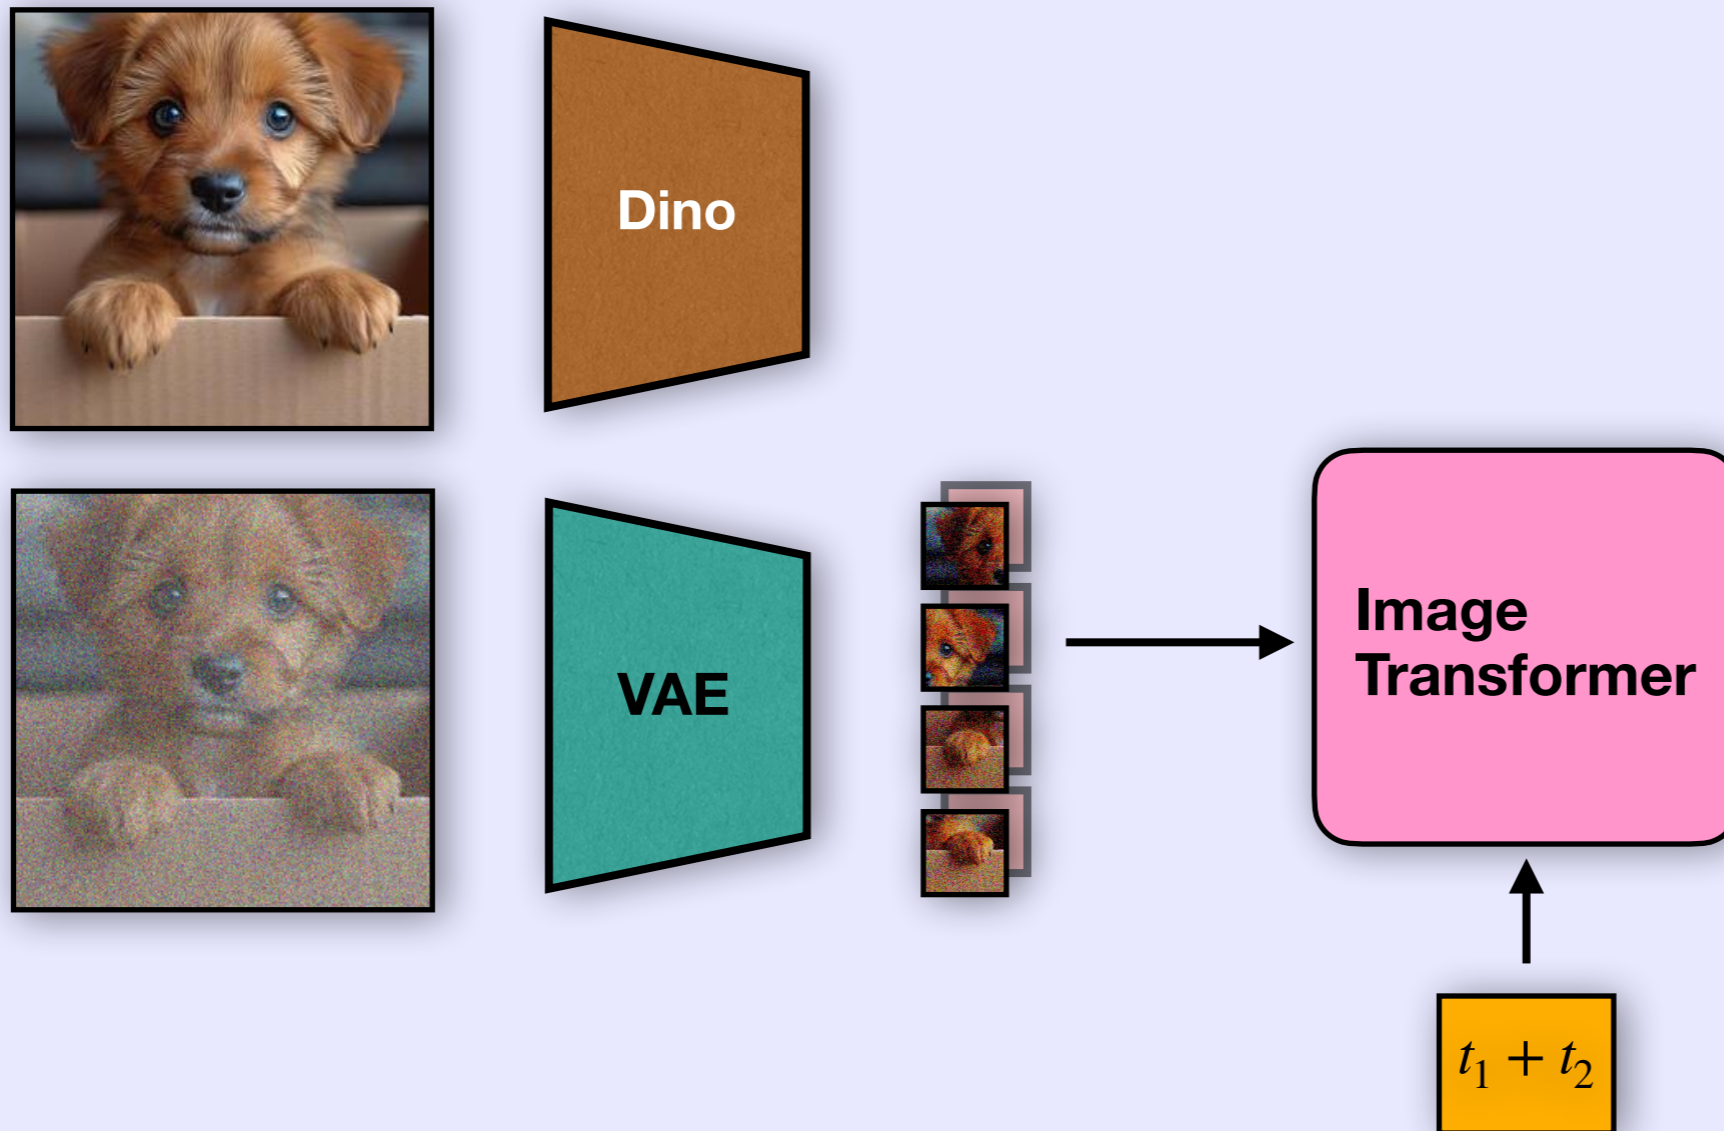 Dino
VAE
Image
Transformer
t₁ + t₂